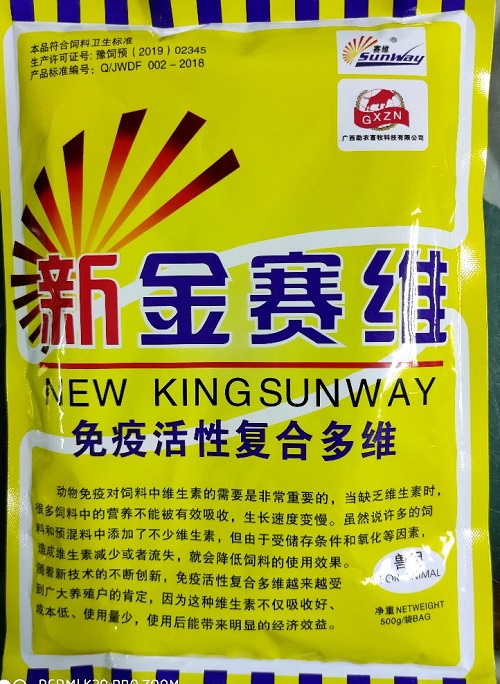 本品符合饲料卫生标准
生产许可证号: 豫饲预（2019）02345
产品标准编号：Q/JWDF 002－2018
赛维
sunway
GXZN
广西勤农畜牧科技有限公司
新金赛维
NEW KINGSUNWAY
免疫活性复合多维
动物免疫对饲料中维生素的需要是非常重要的，当缺乏维生素时，
很多饲料中的营养不能被有效吸收，生长速度变慢。虽然说许多的饲
料和预混料中添加了不少维生素，但由于受储存条件和氧化等因素，
造成维生素减少或者流失，就会降低饲料的使用效果。
随着新技术的不断创新，免疫活性复合多维越来越受
到广大养殖户的肯定，因为这种维生素不仅吸收好、
成本低、使用量少，使用后能带来明显的经济效益。
兽用
FOR ANIMAL
净重NETWEIGHT
500g/袋BAG